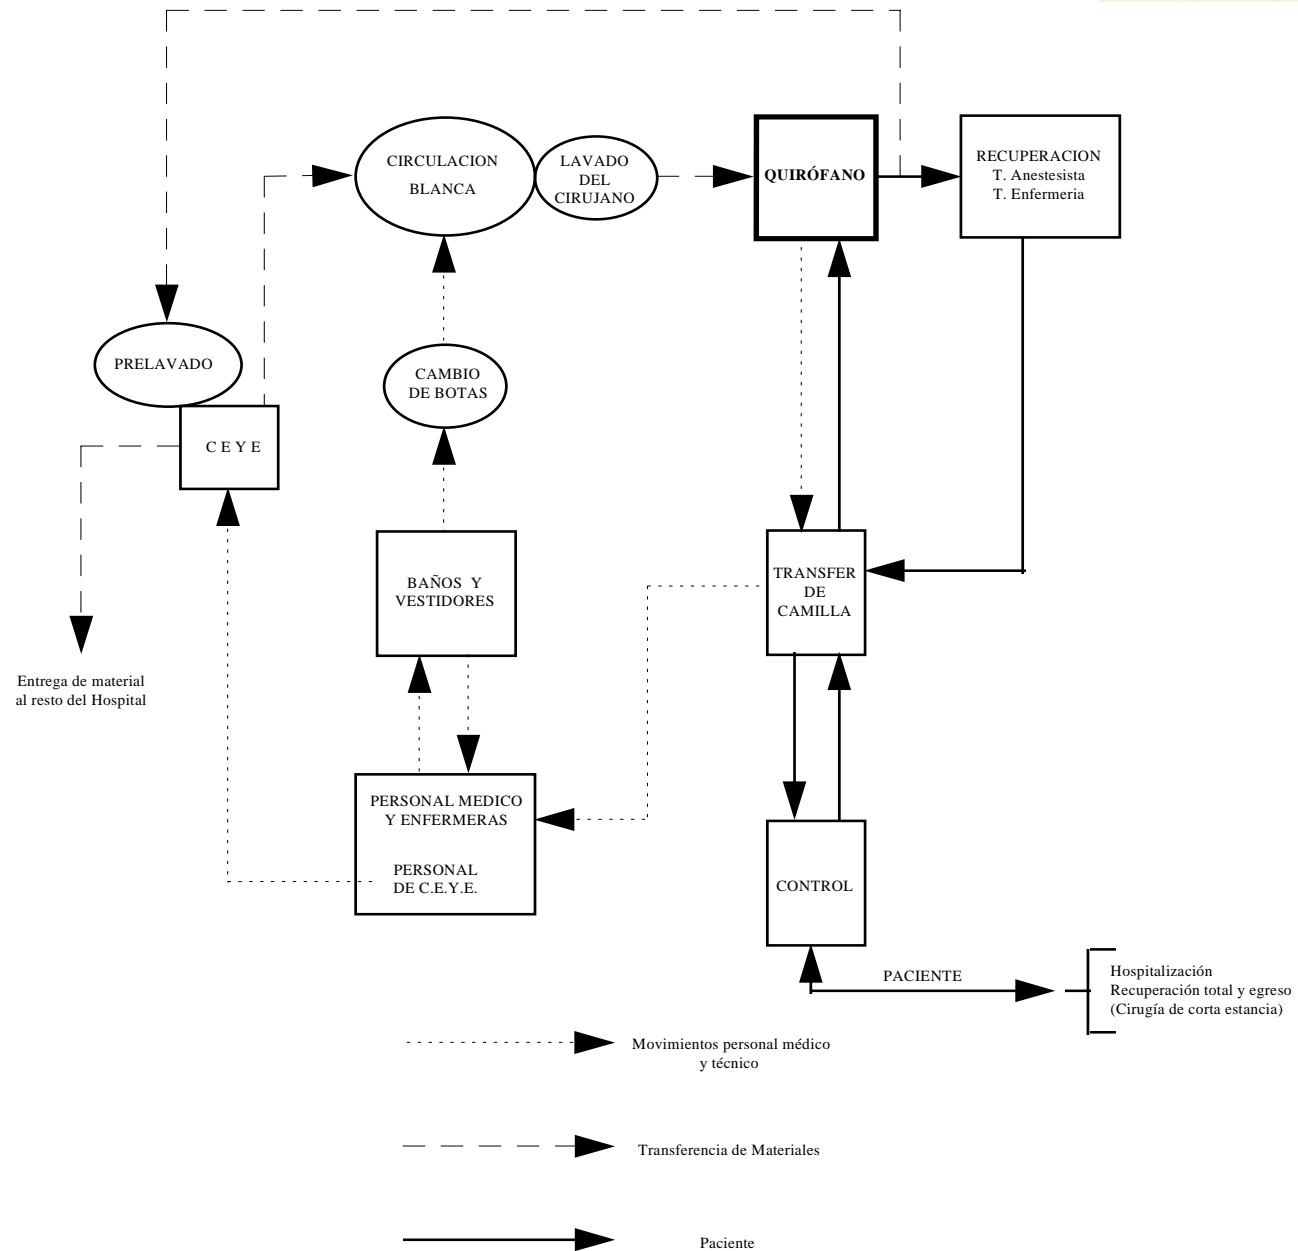 CIRCULACION
BLANCA
LAVADO
DEL
CIRUJANO
QUIRÓFANO
RECUPERACION
T. Anestesista
T. Enfermeria
PRELAVADO
CAMBIO
DE BOTAS
C E Y E
BAÑOS Y
VESTIDORES
TRANSFER
DE
CAMILLA
Entrega de material
al resto del Hospital
PERSONAL MEDICO
Y ENFERMERAS
PERSONAL
DE C.E.Y.E.
CONTROL
PACIENTE
Hospitalización
Recuperación total y egreso
(Cirugía de corta estancia)
Movimientos personal médico
y técnico
Transferencia de Materiales
Paciente